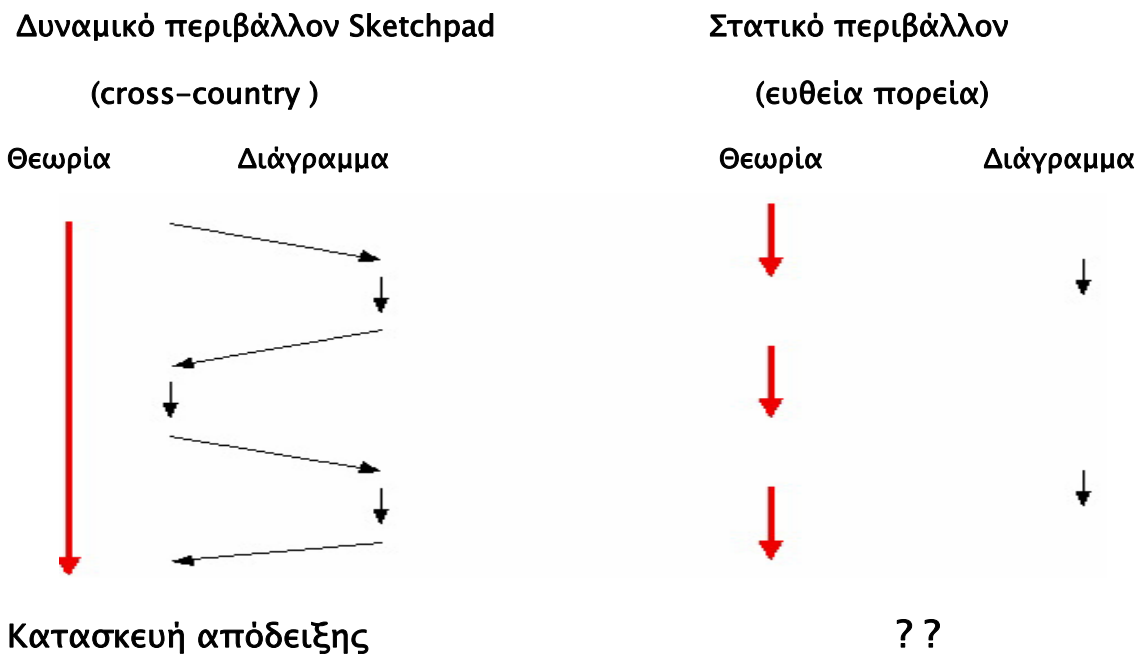 Δυναμικό περιβάλλον Sketchpad
(cross-country )
Θεωρία Διάγραμμα
Κατασκευή απόδειξης
Στατικό περιβάλλον
(ευθεία πορεία)
Θεωρία Διάγραμμα
? ?